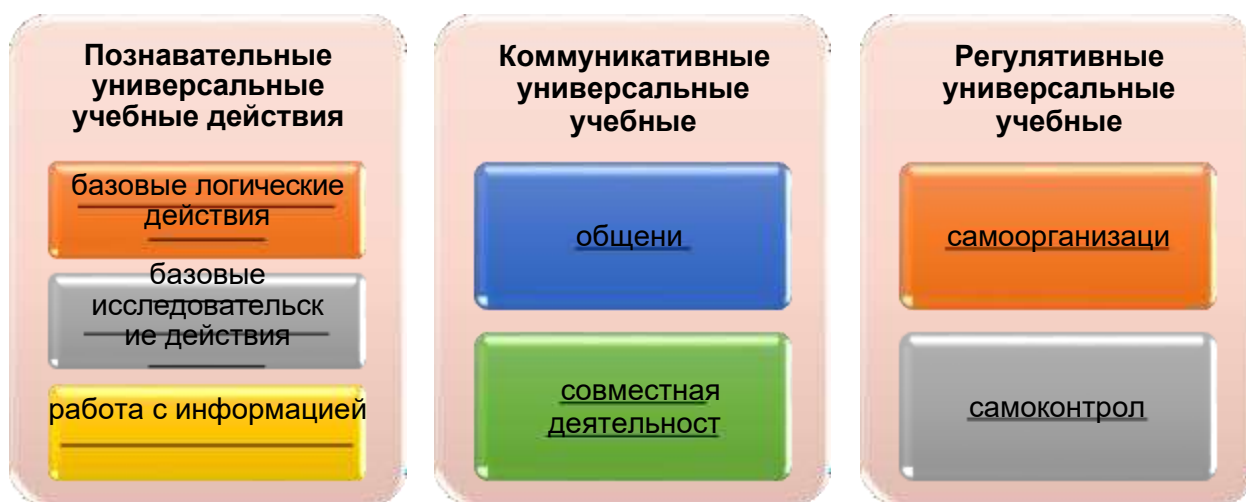 Познавательные
универсальные
учебные действия
базовые логические
действия
базовые
исследовательск
ие действия
работа с информацией
Коммуникативные
универсальные
учебные
общени
совместная
деятельност
Регулятивные
универсальные
учебные
самоорганизаци
самоконтрол